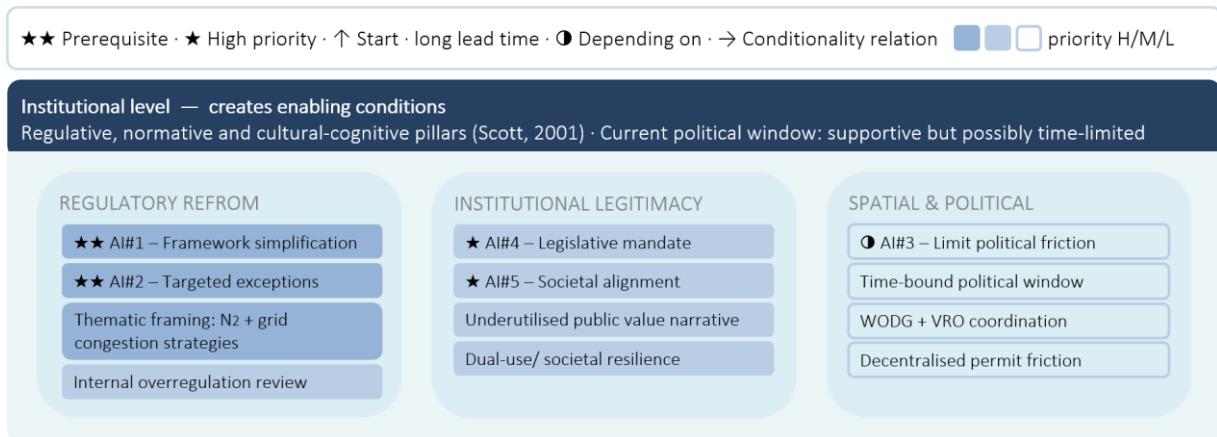 ★★ Prerequisite · ★ High priority · ↑ Start · long lead time · ◑ Depending on · → Conditionality relation priority H/M/L
Institutional level — creates enabling conditions
Regulative, normative and cultural-cognitive pillars (Scott, 2001) · Current political window: supportive but possibly time-limited
REGULATORY REFROM
★★ AI#1 – Framework simplification
★★ AI#2 – Targeted exceptions
Thematic framing: N2 + grid
congestion strategies
Internal overregulation review
INSTITUTIONAL LEGITIMACY
★ AI#4 – Legislative mandate
★ AI#5 – Societal alignment
Underutilised public value narrative
Dual-use/ societal resilience
SPATIAL & POLITICAL
◑ AI#3 – Limit political friction
Time-bound political window
WODG + VRO coordination
Decentralised permit friction